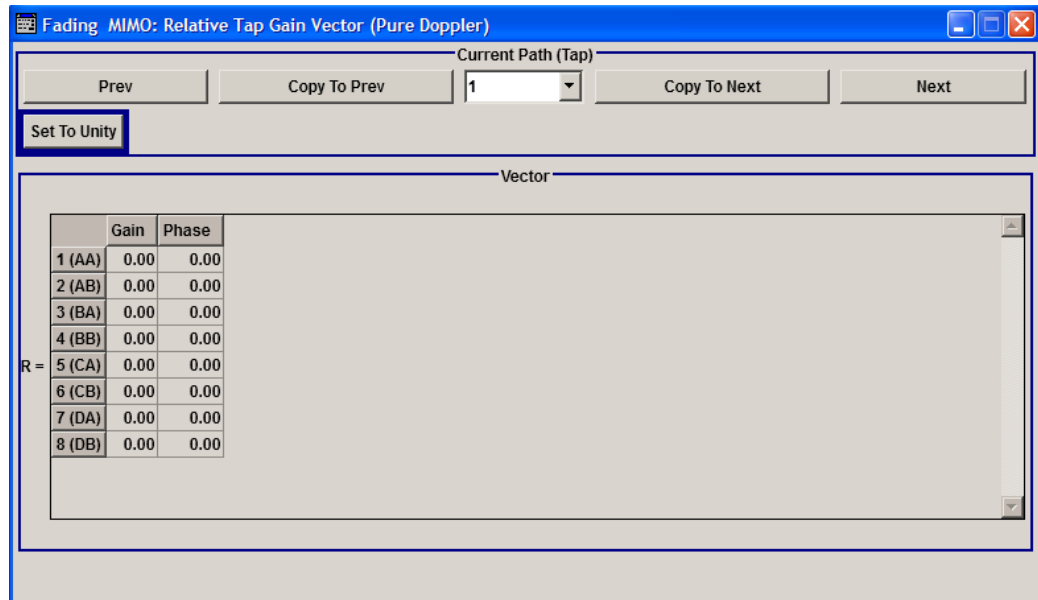 Fading MIMO: Relative Tap Gain Vector (Pure Doppler)
Current Path (Tap)
Prev Copy To Prev 1 Copy To Next Next
Set To Unity
Vector
Gain Phase
1 (AA) 0.00 0.00
2 (AB) 0.00 0.00
3 (BA) 0.00 0.00
4 (BB) 0.00 0.00
R = 5 (CA) 0.00 0.00
6 (CB) 0.00 0.00
7 (DA) 0.00 0.00
8 (DB) 0.00 0.00